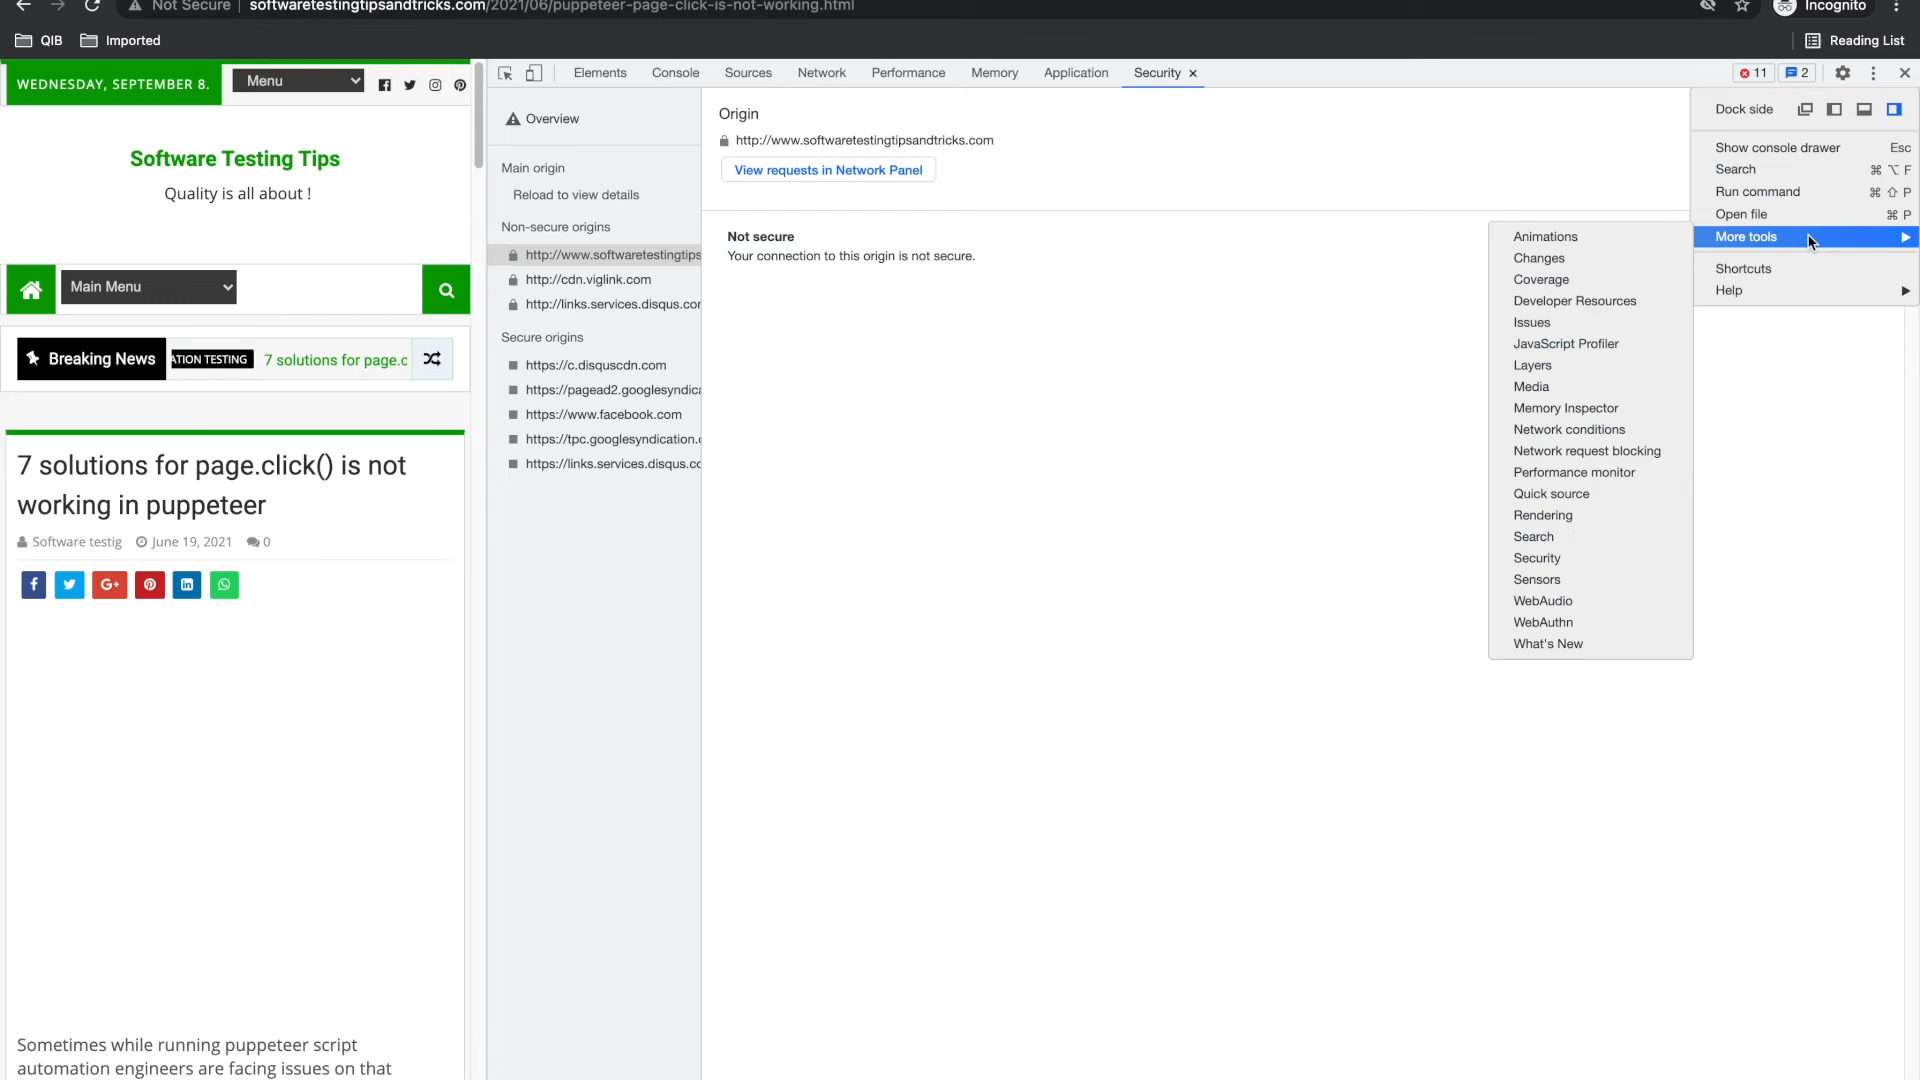 Not Secure | softwaretestingtipsandtricks.com/2021/06/puppeteer-page-click-is-not-working.html
Incognito
QIB
Imported
Reading List
WEDNESDAY, SEPTEMBER 8.
Menu
Software Testing Tips
Quality is all about !
Main Menu
Breaking News
ATION TESTING
7 solutions for page.c
7 solutions for page.click() is not
working in puppeteer
Software testig
June 19, 2021
0
Sometimes while running puppeteer script
automation engineers are facing issues on that
Elements
Console
Sources
Network
Performance
Memory
Application
Security
11
2
Overview
Main origin
Reload to view details
Non-secure origins
http://www.softwaretestingtips
http://cdn.viglink.com
http://links.services.disqus.cor
Secure origins
https://c.disquscdn.com
https://pagead2.googlesyndica
https://www.facebook.com
https://tpc.googlesyndication.c
https://links.services.disqus.cc
Origin
http://www.softwaretestingtipsandtricks.com
View requests in Network Panel
Not secure
Your connection to this origin is not secure.
Dock side
Show console drawer Esc
Search ⌘ ⌥ F
Run command ⌘ ⇧ P
Open file ⌘ P
More tools
Shortcuts
Help
Animations
Changes
Coverage
Developer Resources
Issues
JavaScript Profiler
Layers
Media
Memory Inspector
Network conditions
Network request blocking
Performance monitor
Quick source
Rendering
Search
Security
Sensors
WebAudio
WebAuthn
What's New